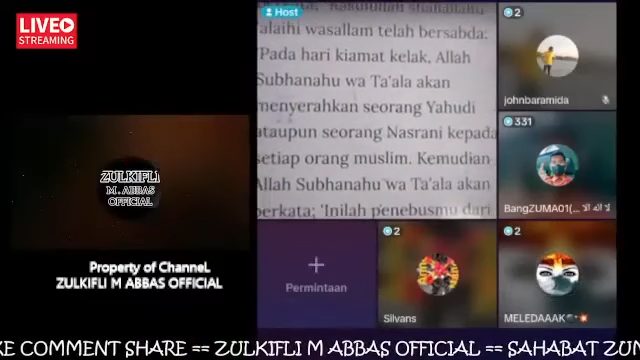 LIVE
STREAMING
ZULKIFLI
M. ABBAS
OFFICIAL
Property of Channel
ZULKIFLI M ABBAS OFFICIAL
Host
'alaihi wasallam telah bersabda:
'Pada hari kiamat kelak, Allah
Subhanahu wa Ta'ala akan
menyerahkan seorang Yahudi
ataupun seorang Nasrani kepada
setiap orang muslim. Kemudian
Allah Subhanahu wa Ta'ala akan
berkata; 'Inilah penebusmu dari
2
johnbaramida
331
BangZUMA01(...
+
Permintaan
2
Silvans
2
MELEDAAAK
KE COMMENT SHARE == ZULKIFLI M ABBAS OFFICIAL == SAHABAT ZUM